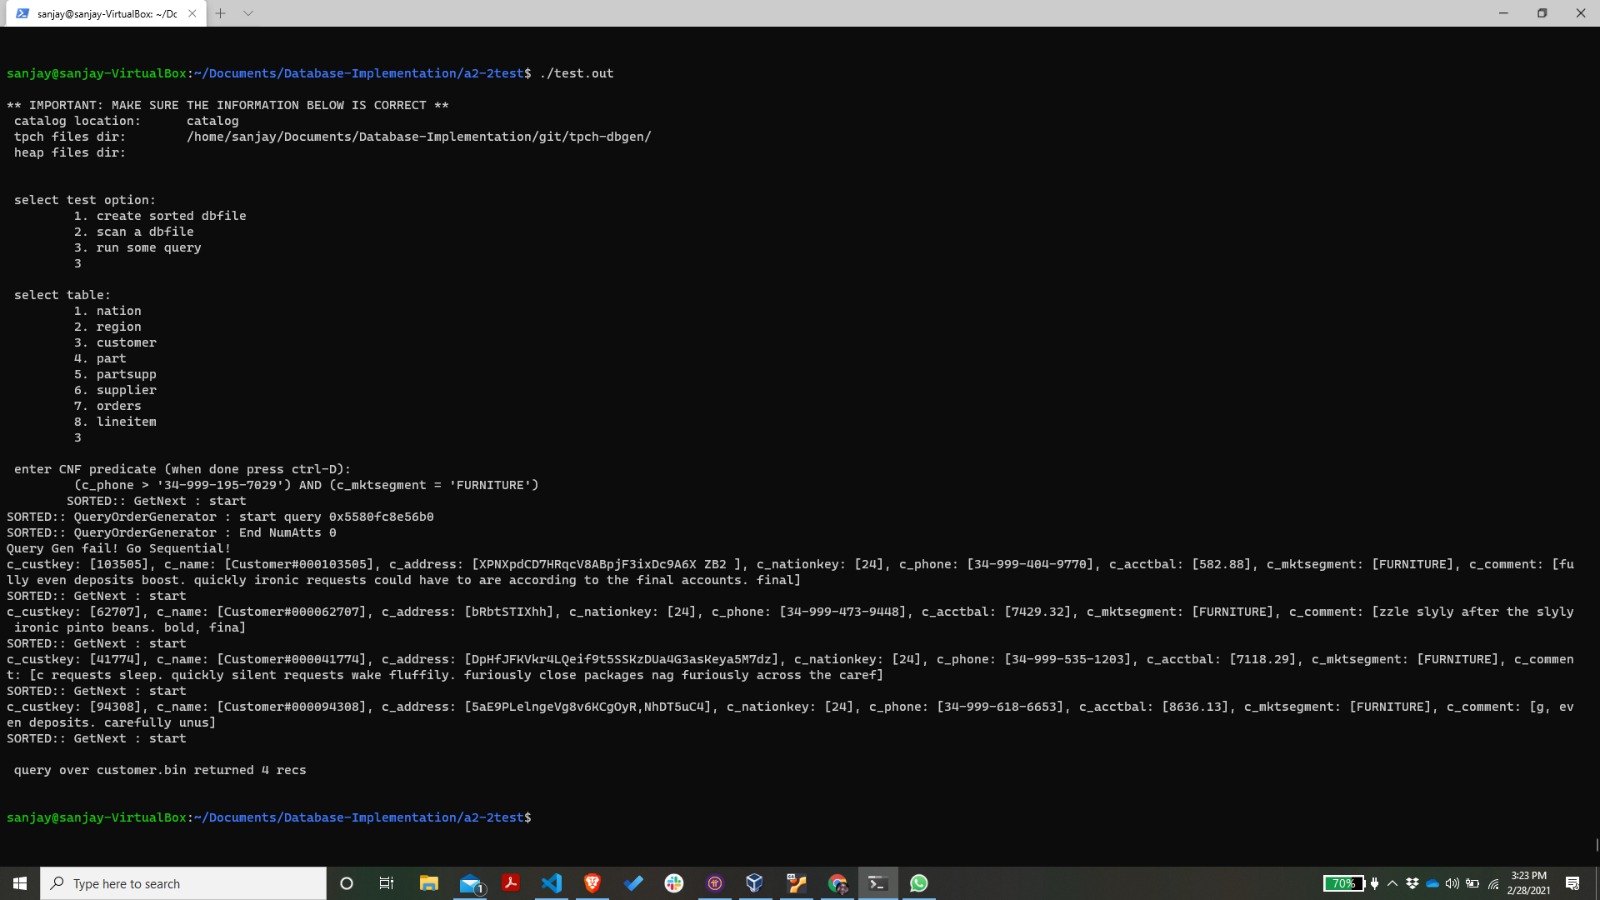 sanjay@sanjay-VirtualBox: ~/Dc
sanjay@sanjay-VirtualBox:~/Documents/Database-Implementation/a2-2test$ ./test.out
** IMPORTANT: MAKE SURE THE INFORMATION BELOW IS CORRECT **
catalog location: catalog
tpch files dir: /home/sanjay/Documents/Database-Implementation/git/tpch-dbgen/
heap files dir:
select test option:
1. create sorted dbfile
2. scan a dbfile
3. run some query
3
select table:
1. nation
2. region
3. customer
4. part
5. partsupp
6. supplier
7. orders
8. lineitem
3
enter CNF predicate (when done press ctrl-D):
(c_phone > '34-999-195-7029') AND (c_mktsegment = 'FURNITURE')
SORTED:: GetNext : start
SORTED:: QueryOrderGenerator : start query 0x5580fc8e56b0
SORTED:: QueryOrderGenerator : End NumAtts 0
Query Gen fail! Go Sequential!
c_custkey: [103505], c_name: [Customer#000103505], c_address: [XPNXpdCD7HRqcV8ABpjF3ixDc9A6X ZB2 ], c_nationkey: [24], c_phone: [34-999-404-9770], c_acctbal: [582.88], c_mktsegment: [FURNITURE], c_comment: [fu
lly even deposits boost. quickly ironic requests could have to are according to the final accounts. final]
SORTED:: GetNext : start
c_custkey: [62707], c_name: [Customer#000062707], c_address: [bRbtSTIXhh], c_nationkey: [24], c_phone: [34-999-473-9448], c_acctbal: [7429.32], c_mktsegment: [FURNITURE], c_comment: [zzle slyly after the slyly
ironic pinto beans. bold, fina]
SORTED:: GetNext : start
c_custkey: [41774], c_name: [Customer#000041774], c_address: [DpHfJFKVkr4LQeif9t5SSKzDUa4G3asKeya5M7dz], c_nationkey: [24], c_phone: [34-999-535-1203], c_acctbal: [7118.29], c_mktsegment: [FURNITURE], c_commen
t: [c requests sleep. quickly silent requests wake fluffily. furiously close packages nag furiously across the caref]
SORTED:: GetNext : start
c_custkey: [94308], c_name: [Customer#000094308], c_address: [5aE9PLelngeVg8v6KCgOyR,NhDT5uC4], c_nationkey: [24], c_phone: [34-999-618-6653], c_acctbal: [8636.13], c_mktsegment: [FURNITURE], c_comment: [g, ev
en deposits. carefully unus]
SORTED:: GetNext : start
query over customer.bin returned 4 recs
sanjay@sanjay-VirtualBox:~/Documents/Database-Implementation/a2-2test$
Type here to search
1
70%
3:23 PM
2/28/2021